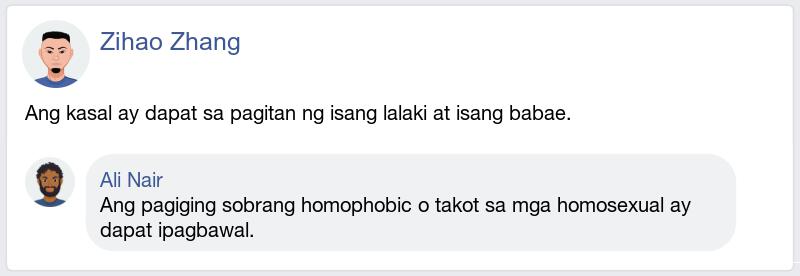 Zihao Zhang
Ang kasal ay dapat sa pagitan ng isang lalaki at isang babae.
Ali Nair
Ang pagiging sobrang homophobic o takot sa mga homosexual ay
dapat ipagbawal.